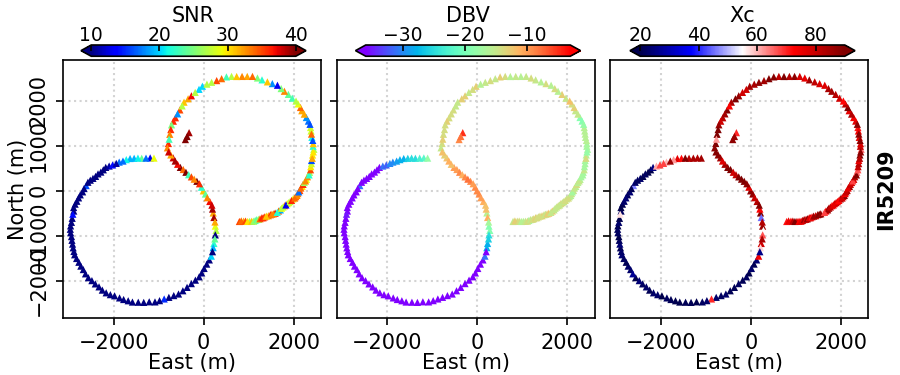 SNR DBV Xc
10 20 30 40 −30 −20 −10 20 40 60 80
North (m)
2000
1000
0
−1000
−2000
IR5209
−2000 0 2000 −2000 0 2000 −2000 0 2000
East (m) East (m) East (m)